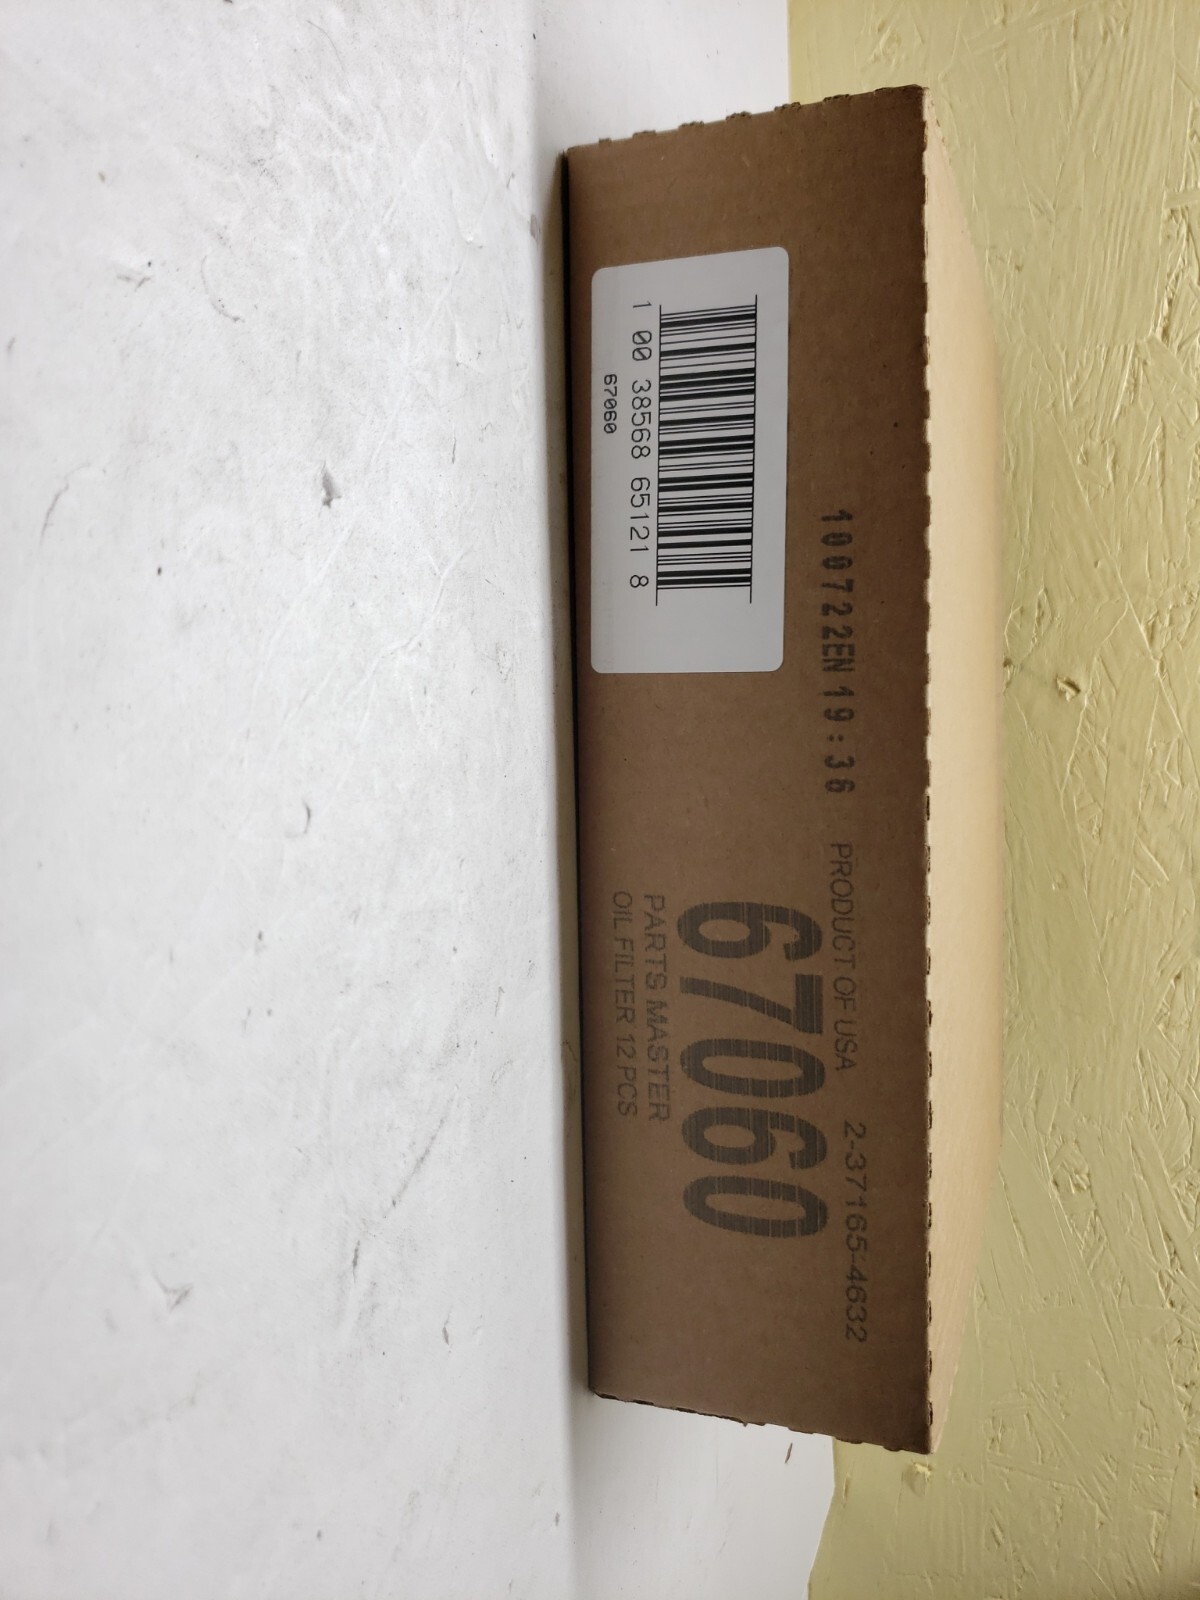 100722EN 19:36
PRODUCT OF USA 2-37165-4632
1 00 38568 65121 8
67060
67060
PARTS MASTER
OIL FILTER 12 PCS